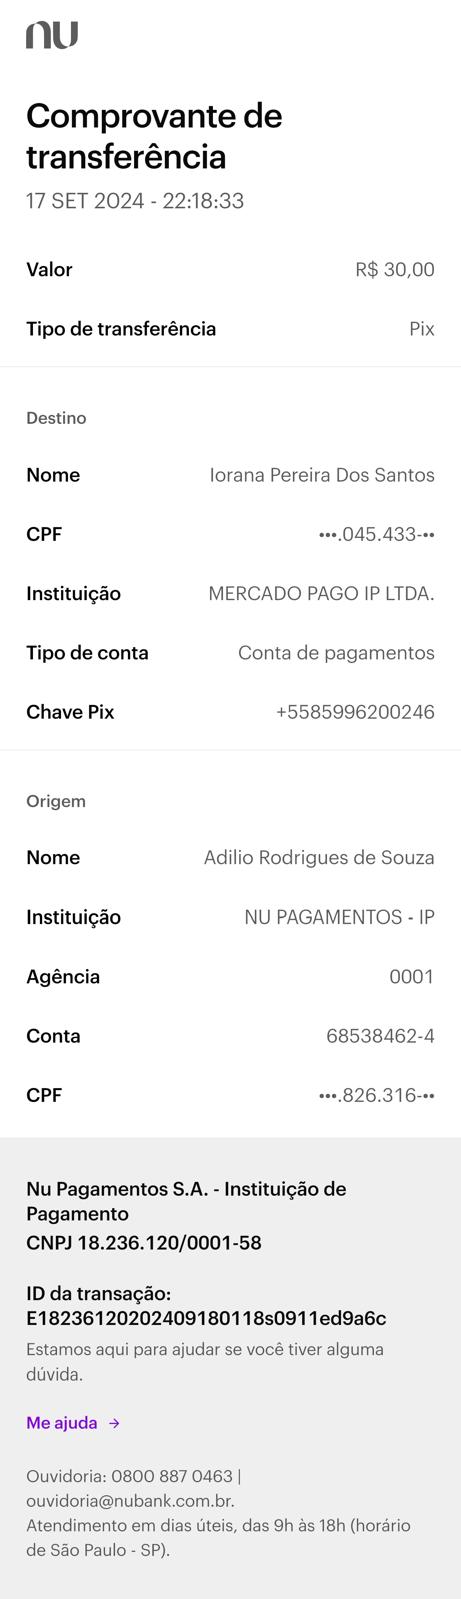 nu
Comprovante de
transferência
17 SET 2024 - 22:18:33
Valor R$ 30,00
Tipo de transferência Pix
Destino
Nome Iorana Pereira Dos Santos
CPF •••.045.433-••
Instituição MERCADO PAGO IP LTDA.
Tipo de conta Conta de pagamentos
Chave Pix +5585996200246
Origem
Nome Adilio Rodrigues de Souza
Instituição NU PAGAMENTOS - IP
Agência 0001
Conta 68538462-4
CPF •••.826.316-••
Nu Pagamentos S.A. - Instituição de
Pagamento
CNPJ 18.236.120/0001-58
ID da transação:
E18236120202409180118s0911ed9a6c
Estamos aqui para ajudar se você tiver alguma
dúvida.
Me ajuda →
Ouvidoria: 0800 887 0463 |
ouvidoria@nubank.com.br.
Atendimento em dias úteis, das 9h às 18h (horário
de São Paulo - SP).